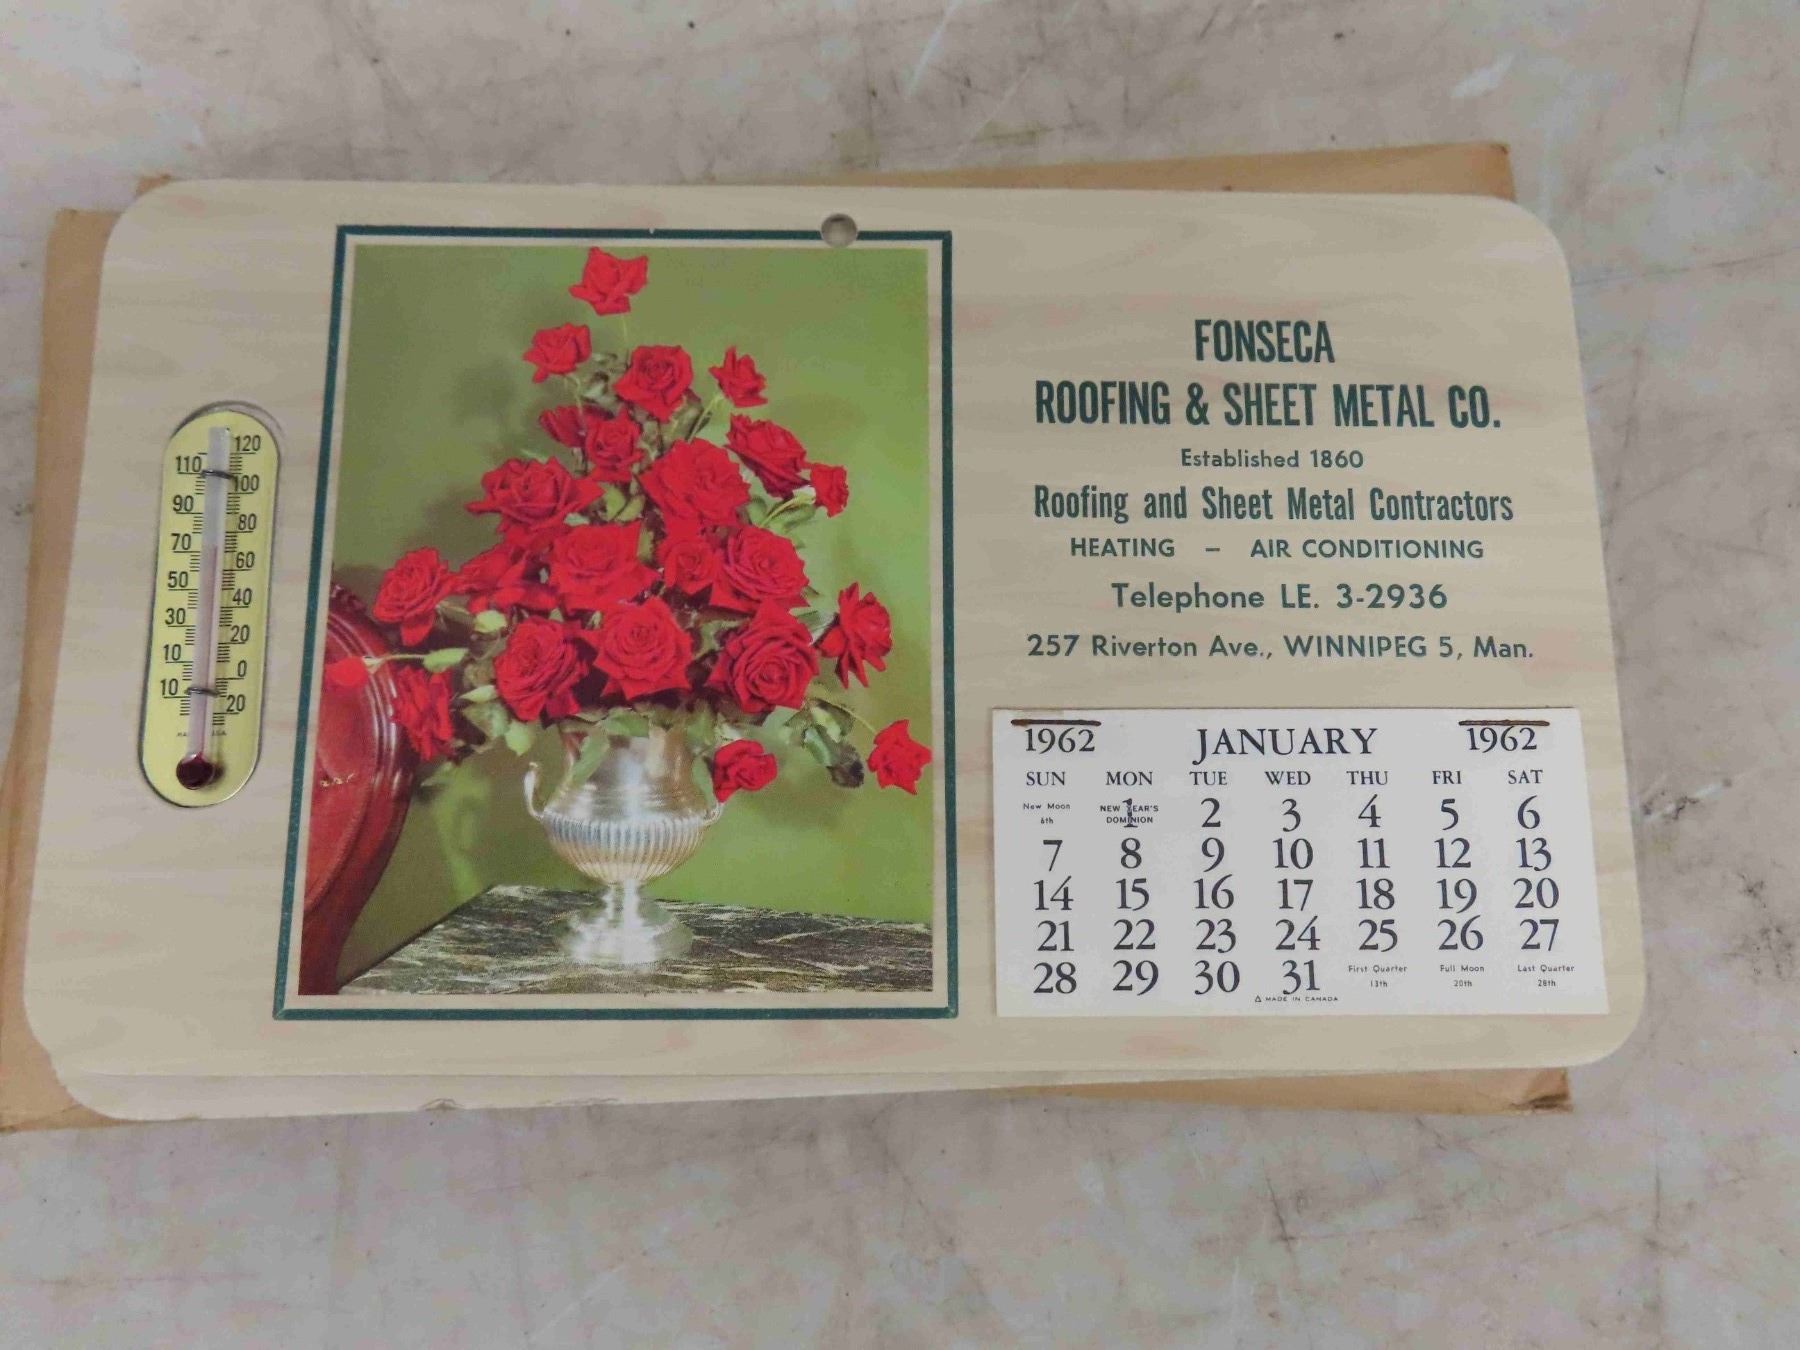 120
110
100
90
80
70
60
50
40
30
20
10
0
10
20
FONSECA
ROOFING & SHEET METAL CO.
Established 1860
Roofing and Sheet Metal Contractors
HEATING – AIR CONDITIONING
Telephone LE. 3-2936
257 Riverton Ave., WINNIPEG 5, Man.
1962 JANUARY 1962
SUN MON TUE WED THU FRI SAT
New Moon 6th NEW YEAR'S DOMINION 1 2 3 4 5 6
7 8 9 10 11 12 13
14 15 16 17 18 19 20
21 22 23 24 25 26 27
28 29 30 31 First Quarter 13th Full Moon 20th Last Quarter 28th
MADE IN CANADA